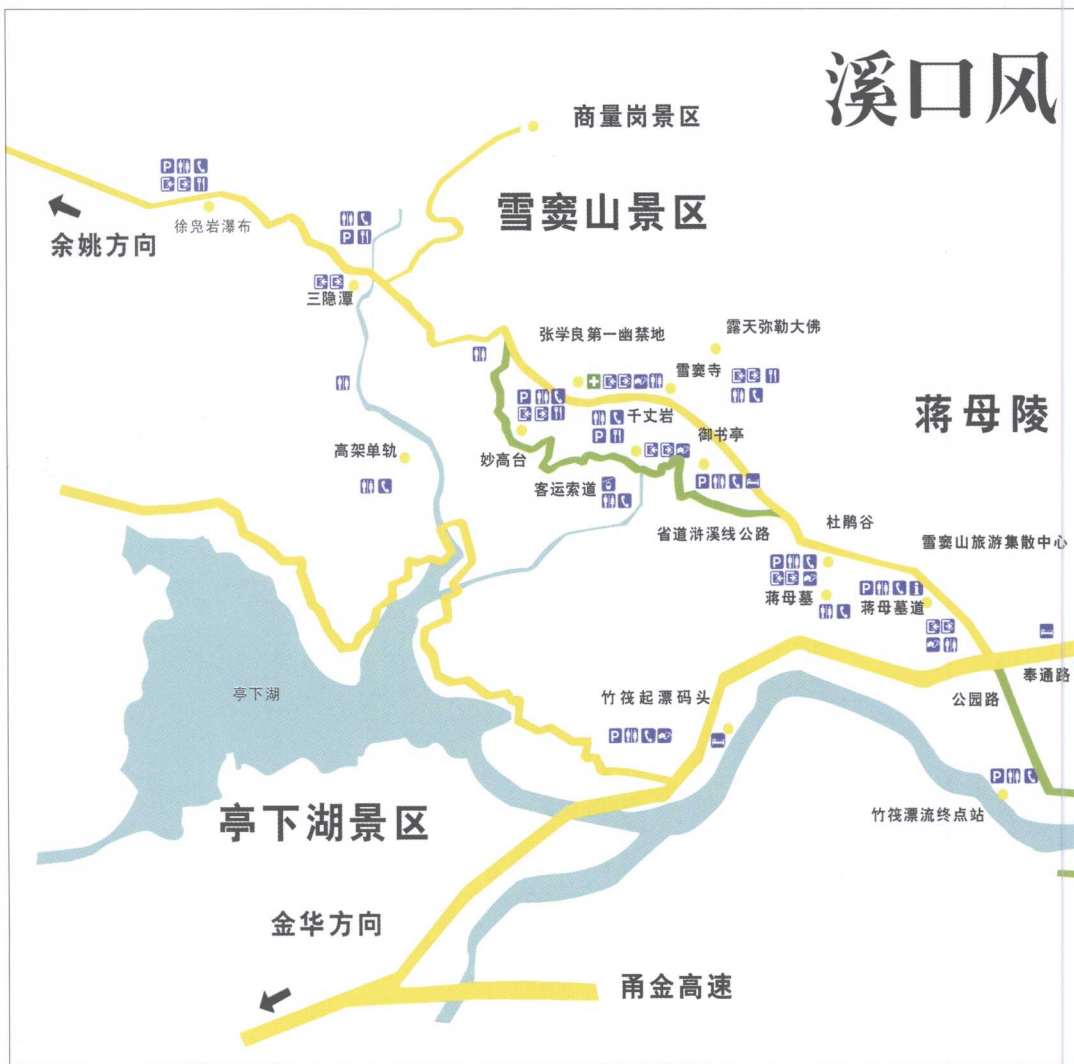 溪口风
商量岗景区
雪窦山景区
徐凫岩瀑布
余姚方向
三隐潭
张学良第一幽禁地
露天弥勒大佛
雪窦寺
蒋母陵
千丈岩
御书亭
高架单轨
妙高台
客运索道
省道浒溪线公路
杜鹃谷
雪窦山旅游集散中心
蒋母墓
蒋母墓道
奉通路
公园路
亭下湖
竹筏起漂码头
竹筏漂流终点站
亭下湖景区
金华方向
甬金高速
P
P
P
P
P
P
P
P
P